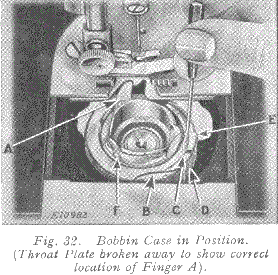 A
E
F
B
C
D
E10982
Fig. 32. Bobbin Case in Position.
(Throat Plate broken away to show correct
location of Finger A).